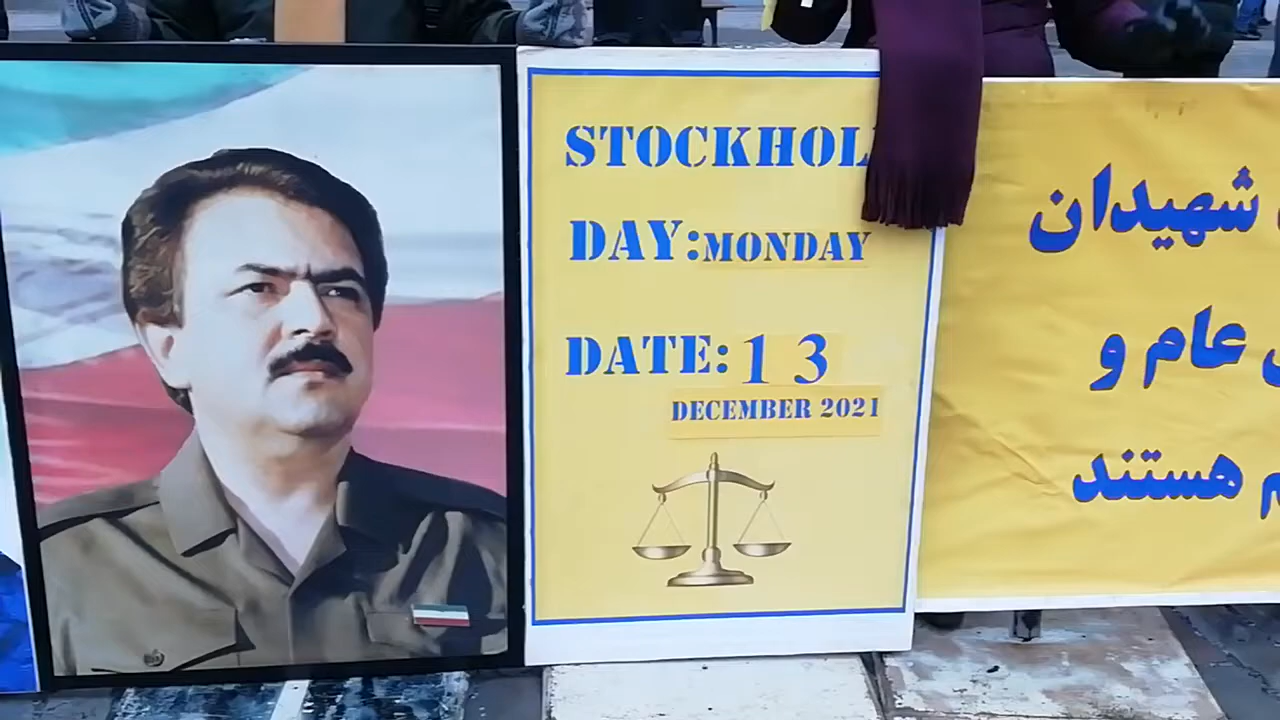 STOCKHOL
DAY: MONDAY
DATE: 13
DECEMBER 2021
شهیدان
عام و
هستند